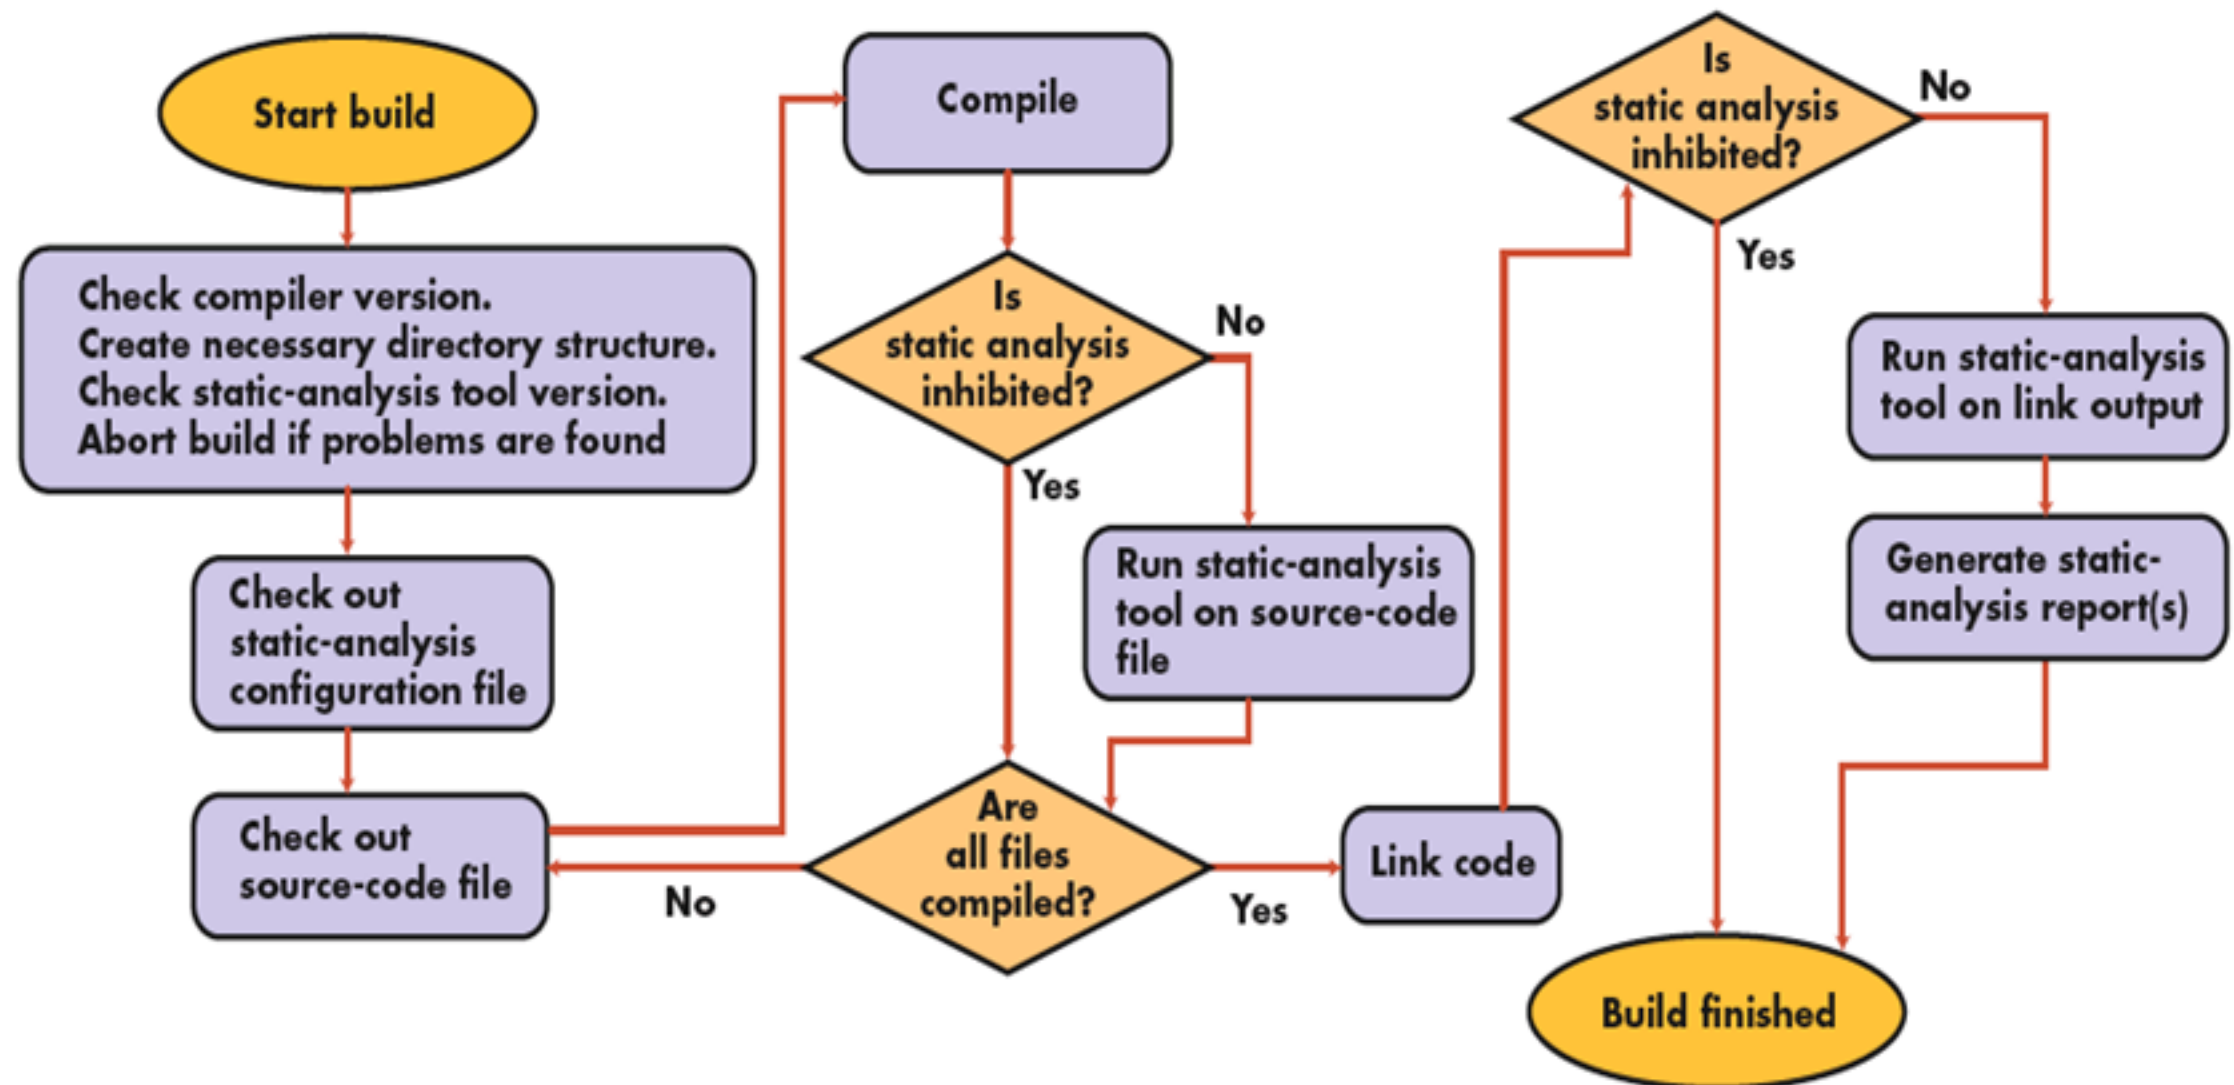 Start build
Check compiler version.
Create necessary directory structure.
Check static-analysis tool version.
Abort build if problems are found
Check out
static-analysis
configuration file
Check out
source-code file
Compile
Is
static analysis
inhibited?
No
Yes
Run static-analysis
tool on source-code
file
Are
all files
compiled?
No
Yes
Link code
Is
static analysis
inhibited?
No
Yes
Run static-analysis
tool on link output
Generate static-
analysis report(s)
Build finished